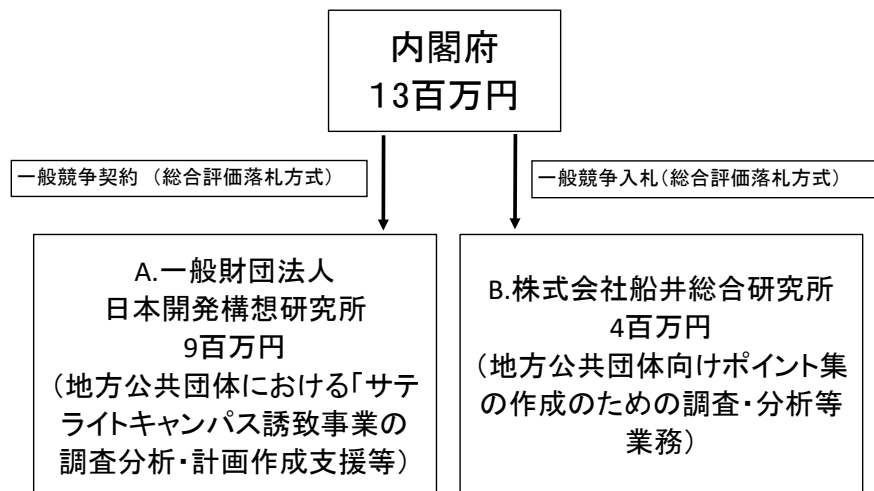 内閣府
13百万円
一般競争契約 (総合評価落札方式)
一般競争入札(総合評価落札方式)
A.一般財団法人
日本開発構想研究所
9百万円
(地方公共団体における「サテ
ライトキャンパス誘致事業の
調査分析・計画作成支援等)
B.株式会社船井総合研究所
4百万円
(地方公共団体向けポイント集
の作成のための調査・分析等
業務)